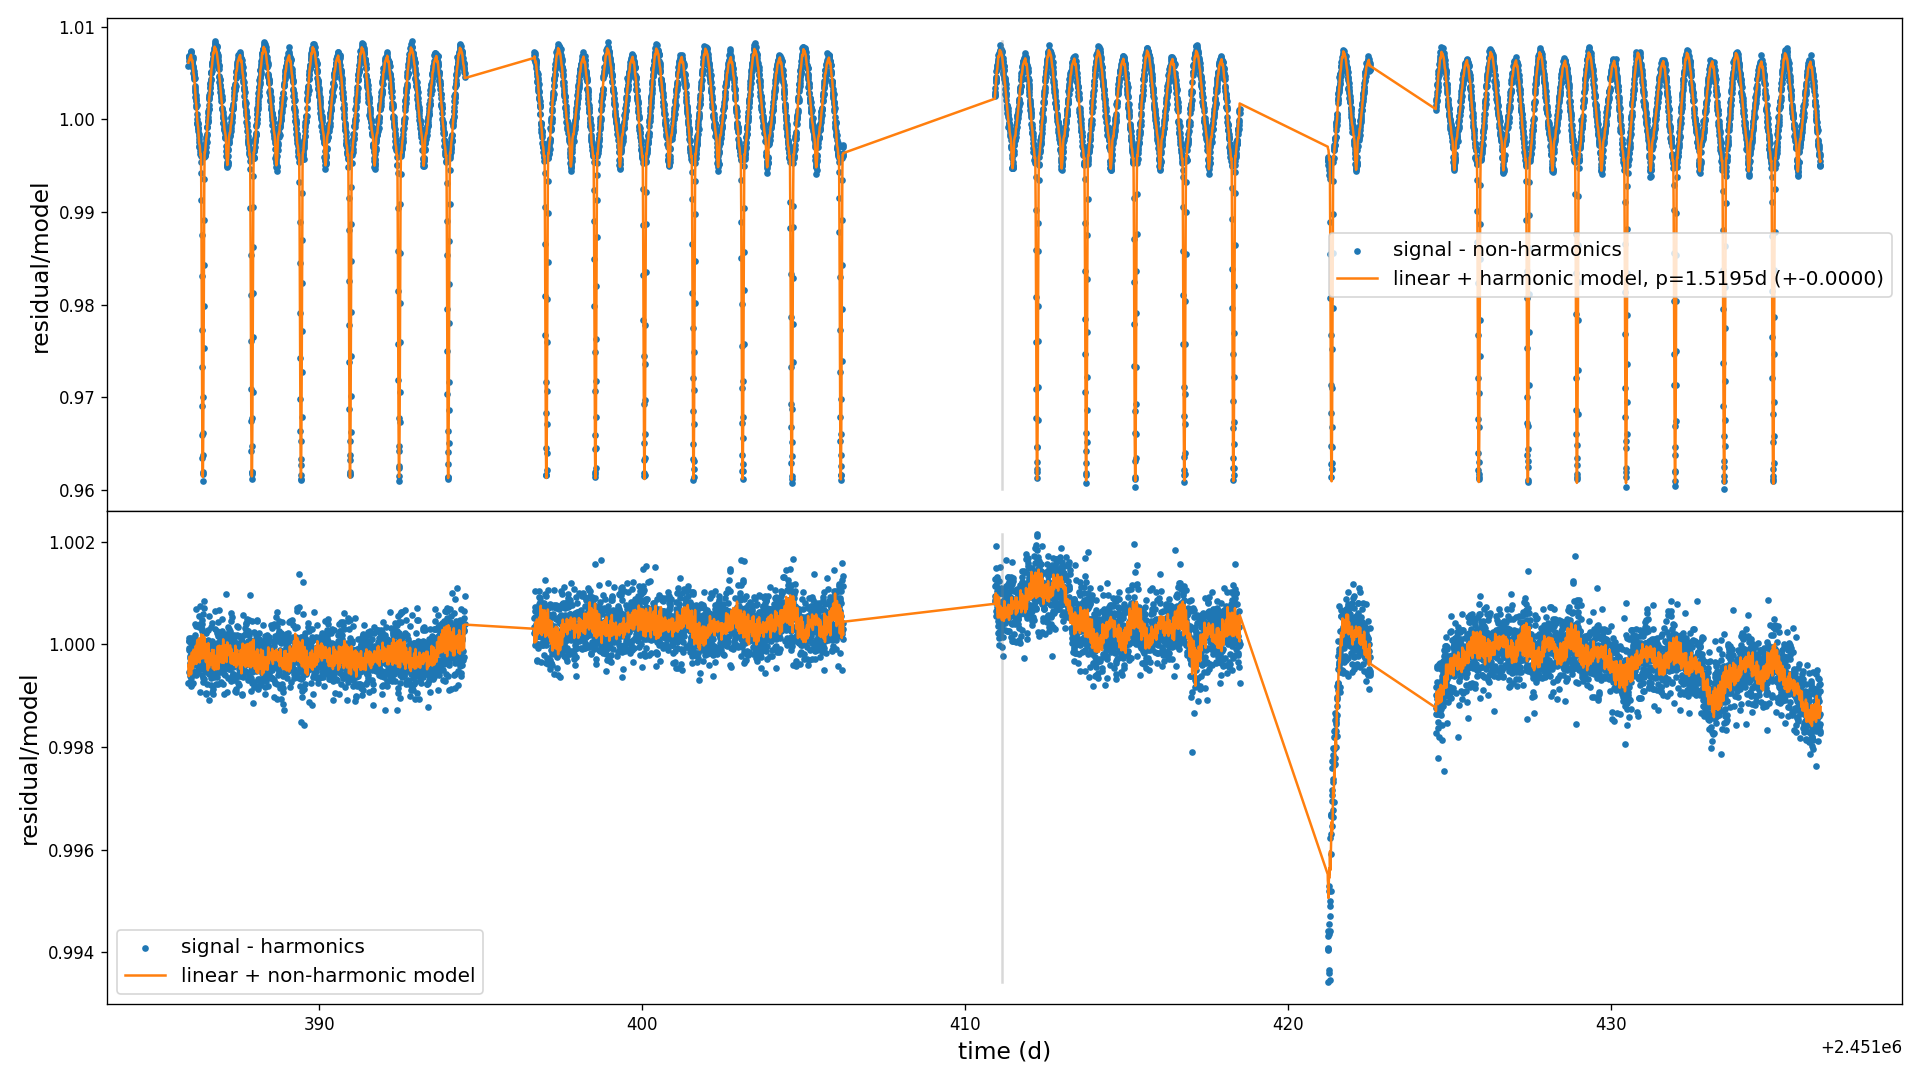 1.01
1.00
0.99
0.98
0.97
0.96
residual/model
signal - non-harmonics
linear + harmonic model, p=1.5195d (+-0.0000)
1.002
1.000
0.998
0.996
0.994
residual/model
signal - harmonics
linear + non-harmonic model
390
400
410
420
430
time (d)
+2.451e6